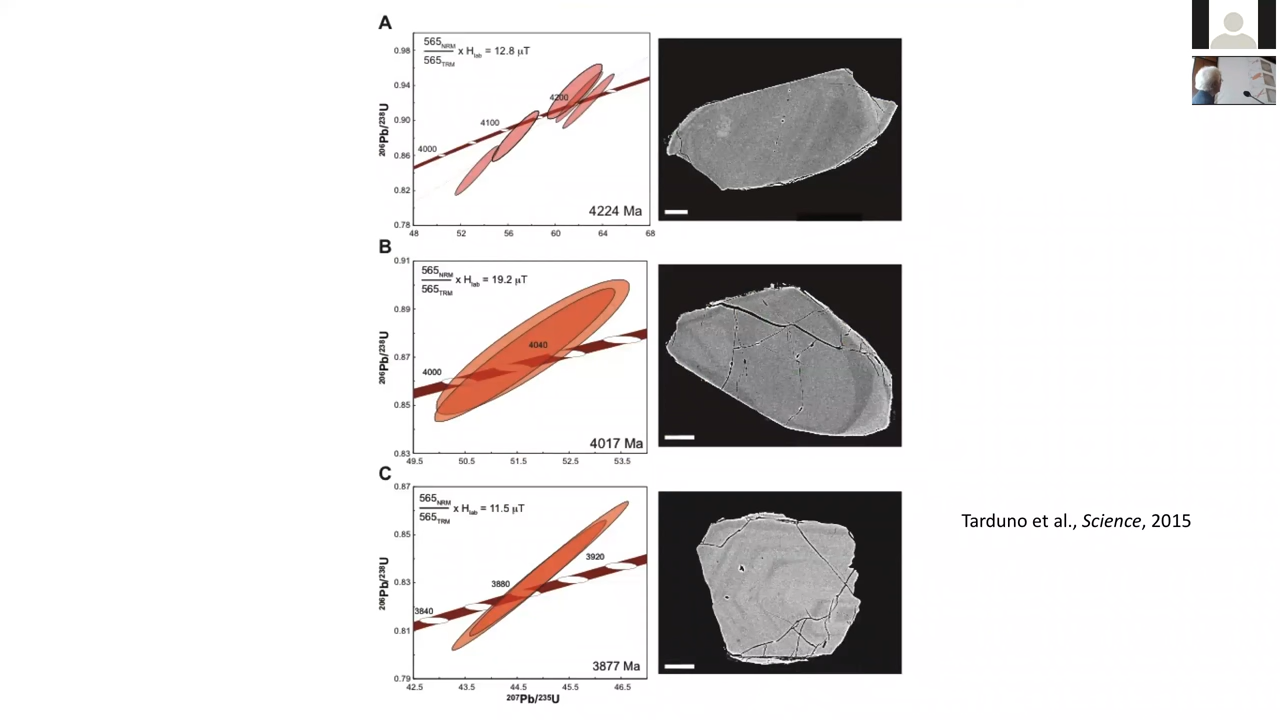 A
565NRM
565TRM
x Hlab = 12.8 μT
0.98
0.94
0.90
0.86
0.82
0.78
206Pb/238U
4000
4100
4200
4224 Ma
48 52 56 60 64 68
B
565NRM
565TRM
x Hlab = 19.2 μT
0.91
0.89
0.87
0.85
0.83
206Pb/238U
4000
4040
4017 Ma
49.5 50.5 51.5 52.5 53.5
C
565NRM
565TRM
x Hlab = 11.5 μT
0.87
0.85
0.83
0.81
0.79
206Pb/238U
3840
3880
3920
3877 Ma
42.5 43.5 44.5 45.5 46.5
207Pb/235U
Tarduno et al., Science, 2015